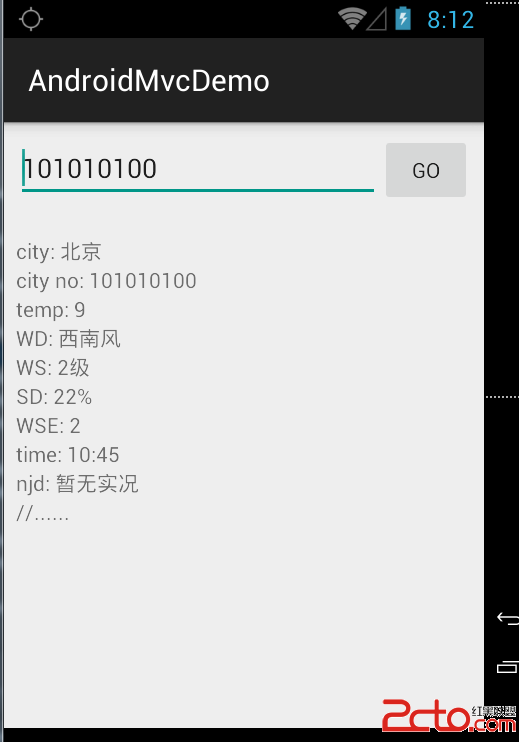 8:12
AndroidMvcDemo
101010100
GO
city: 北京
city no: 101010100
temp: 9
WD: 西南风
WS: 2级
SD: 22%
WSE: 2
time: 10:45
njd: 暂无实况
//......
红黑联盟
2cto.com